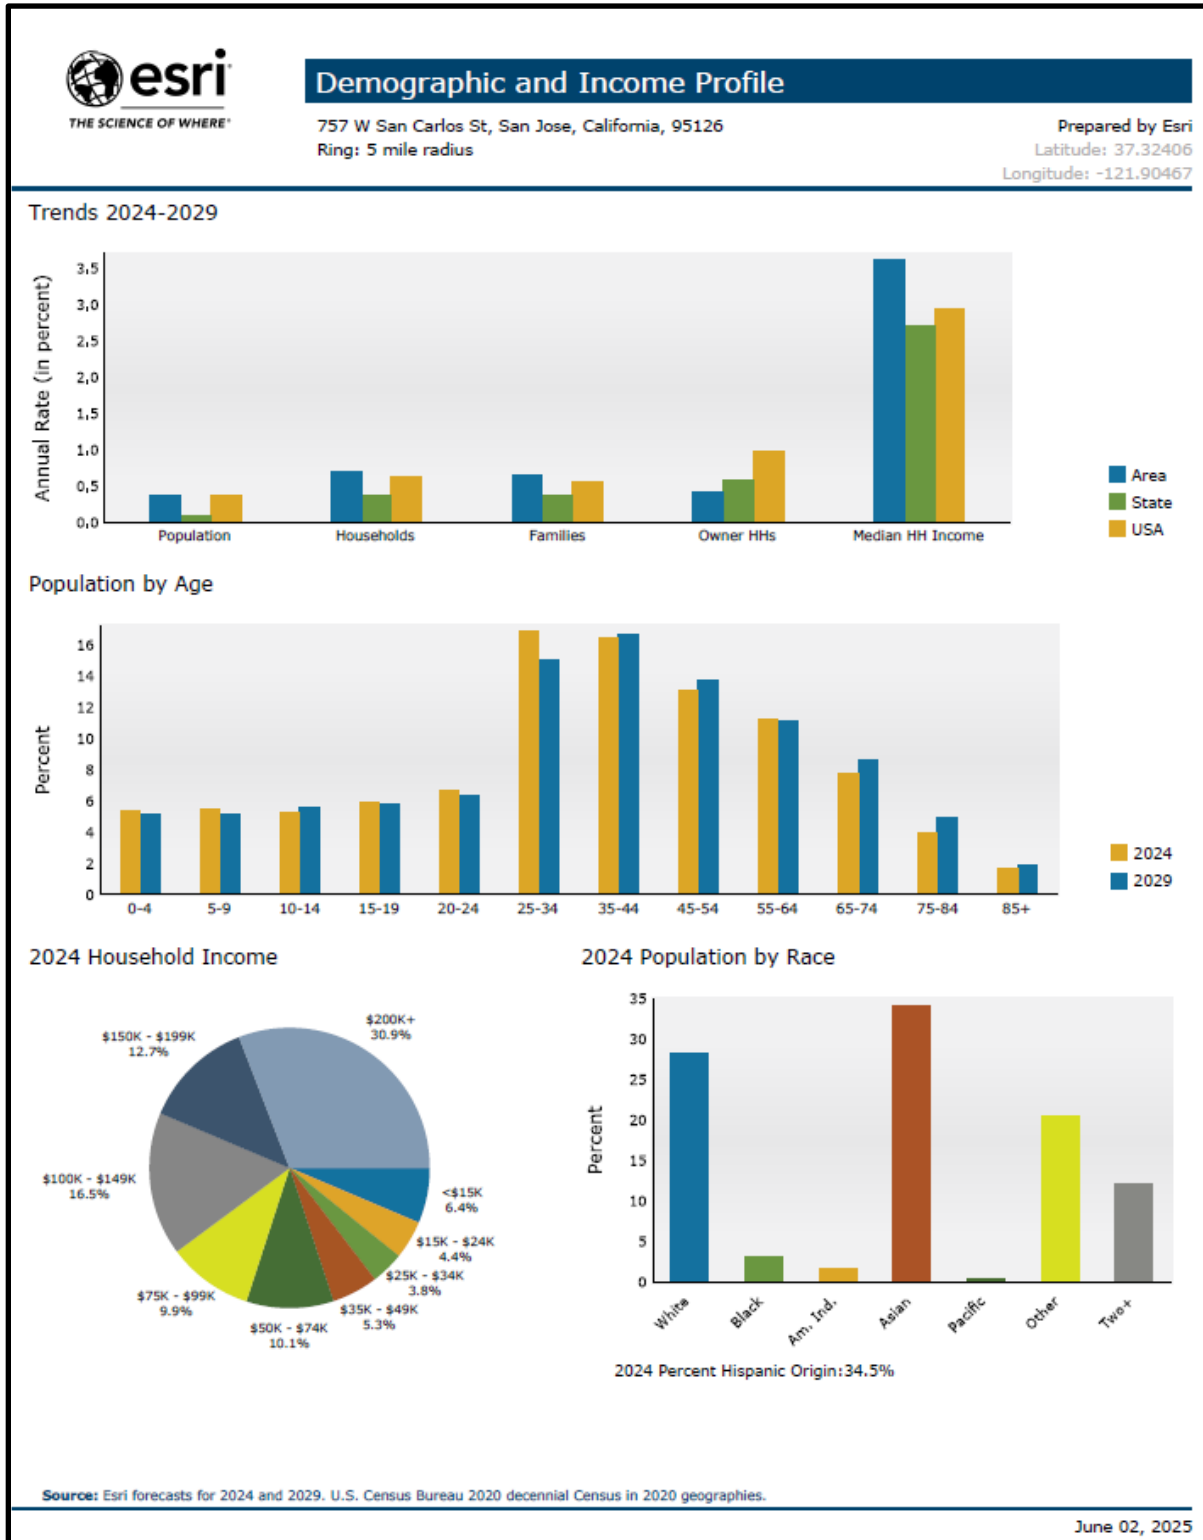 esri
THE SCIENCE OF WHERE®
Demographic and Income Profile
757 W San Carlos St, San Jose, California, 95126
Prepared by Esri
Ring: 5 mile radius
Latitude: 37.32406
Longitude: -121.90467
Trends 2024-2029
Annual Rate (in percent)
3,5
3,0
2,5
2,0
1,5
1,0
0,5
0,0
Population
Households
Families
Owner HHs
Median HH Income
Area
State
USA
Population by Age
Percent
16
14
12
10
8
6
4
2
0
0-4
5-9
10-14
15-19
20-24
25-34
35-44
45-54
55-64
65-74
75-84
85+
2024
2029
2024 Household Income
$200K+
30.9%
$150K - $199K
12.7%
$100K - $149K
16.5%
$75K - $99K
9.9%
$50K - $74K
10.1%
$35K - $49K
5.3%
$25K - $34K
3.8%
$15K - $24K
4.4%
<$15K
6.4%
2024 Population by Race
Percent
35
30
25
20
15
10
5
0
White
Black
Am. Ind.
Asian
Pacific
Other
Two+
2024 Percent Hispanic Origin:34.5%
Source: Esri forecasts for 2024 and 2029. U.S. Census Bureau 2020 decennial Census in 2020 geographies.
June 02, 2025